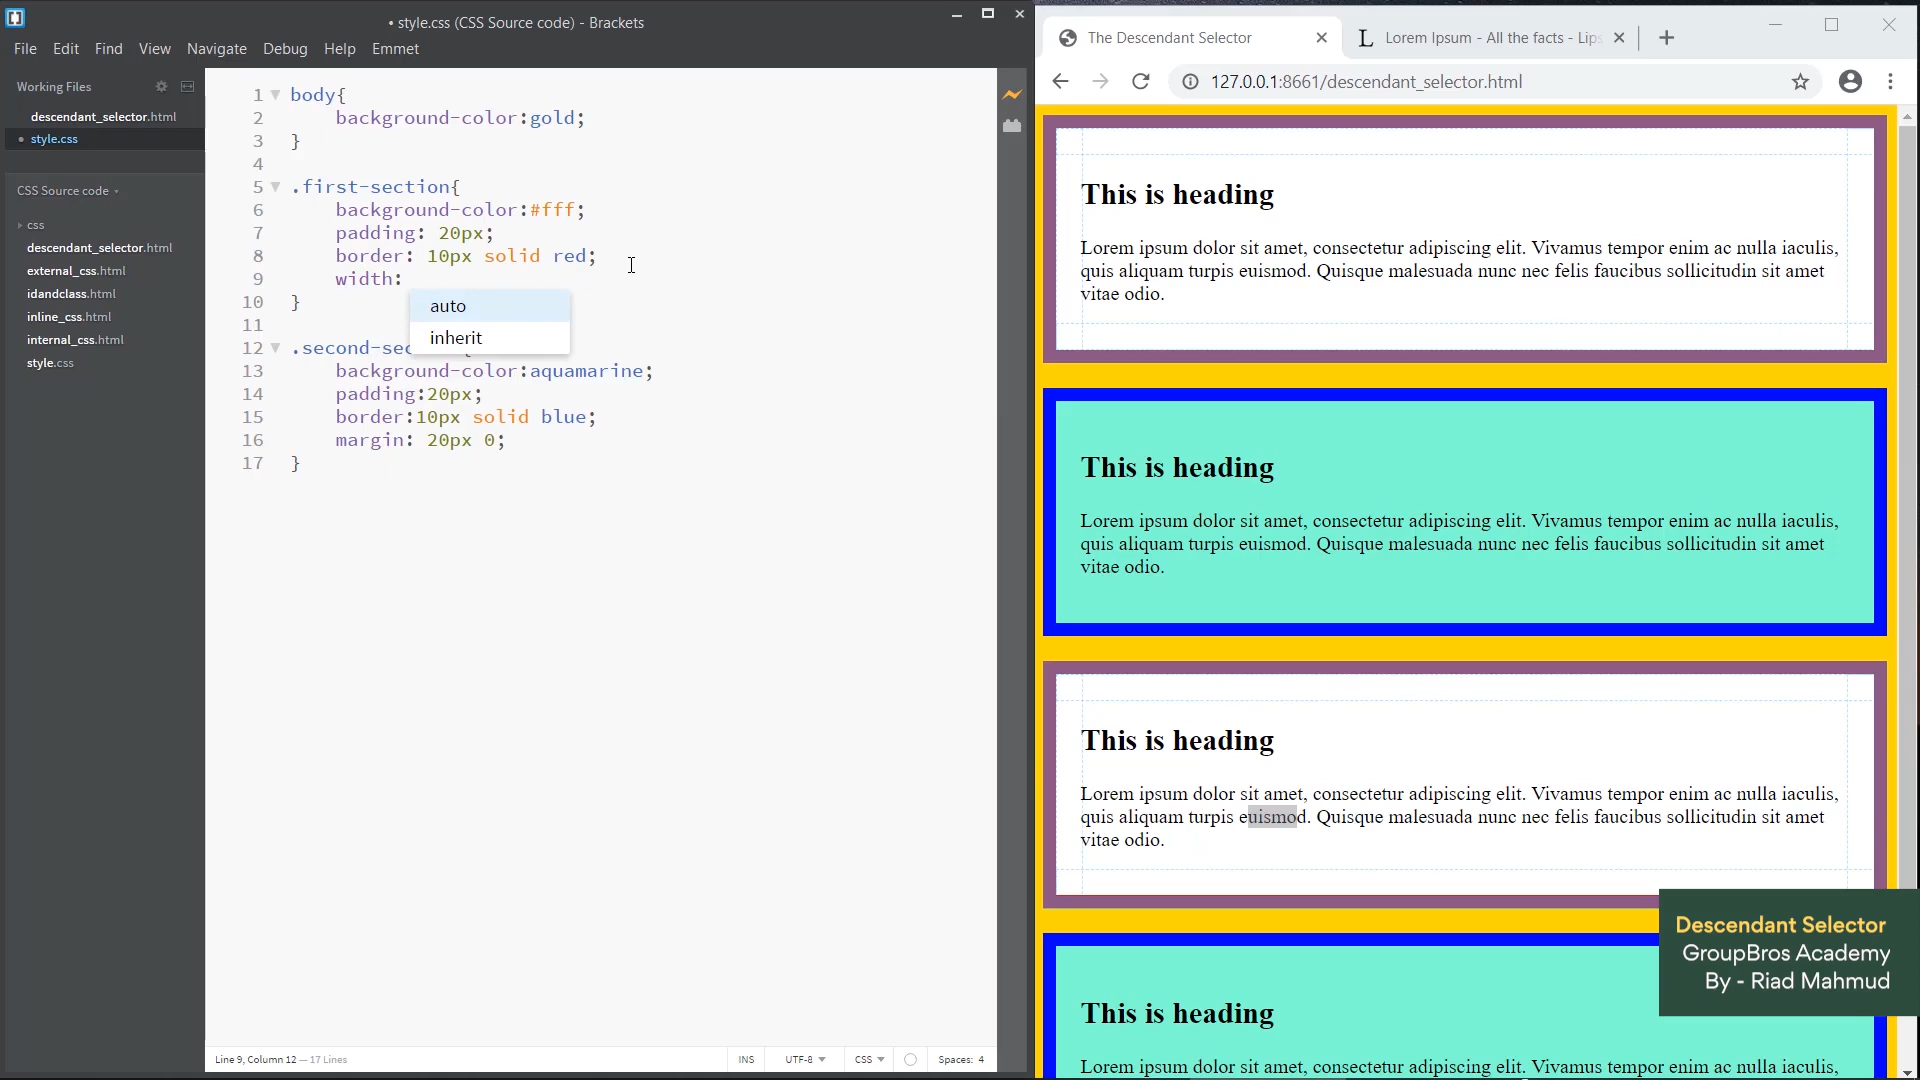 • style.css (CSS Source code) - Brackets
File Edit Find View Navigate Debug Help Emmet
Working Files
descendant_selector.html
• style.css
CSS Source code
css
descendant_selector.html
external_css.html
idandclass.html
inline_css.html
internal_css.html
style.css
1 body{
2 background-color:gold;
3 }
4
5 .first-section{
6 background-color:#fff;
7 padding: 20px;
8 border: 10px solid red;
9 width:
10 }
11
12 .second-sec {
13 background-color:aquamarine;
14 padding:20px;
15 border:10px solid blue;
16 margin: 20px 0;
17 }
auto
inherit
Line 9, Column 12 — 17 Lines
INS UTF-8 CSS Spaces: 4
The Descendant Selector
L Lorem Ipsum - All the facts - Lips
127.0.0.1:8661/descendant_selector.html
This is heading
Lorem ipsum dolor sit amet, consectetur adipiscing elit. Vivamus tempor enim ac nulla iaculis,
quis aliquam turpis euismod. Quisque malesuada nunc nec felis faucibus sollicitudin sit amet
vitae odio.
This is heading
Lorem ipsum dolor sit amet, consectetur adipiscing elit. Vivamus tempor enim ac nulla iaculis,
quis aliquam turpis euismod. Quisque malesuada nunc nec felis faucibus sollicitudin sit amet
vitae odio.
This is heading
Lorem ipsum dolor sit amet, consectetur adipiscing elit. Vivamus tempor enim ac nulla iaculis,
quis aliquam turpis euismod. Quisque malesuada nunc nec felis faucibus sollicitudin sit amet
vitae odio.
This is heading
Lorem ipsum dolor sit amet, consectetur adipiscing elit. Vivamus tempor enim ac nulla iaculis,
Descendant Selector
GroupBros Academy
By - Riad Mahmud